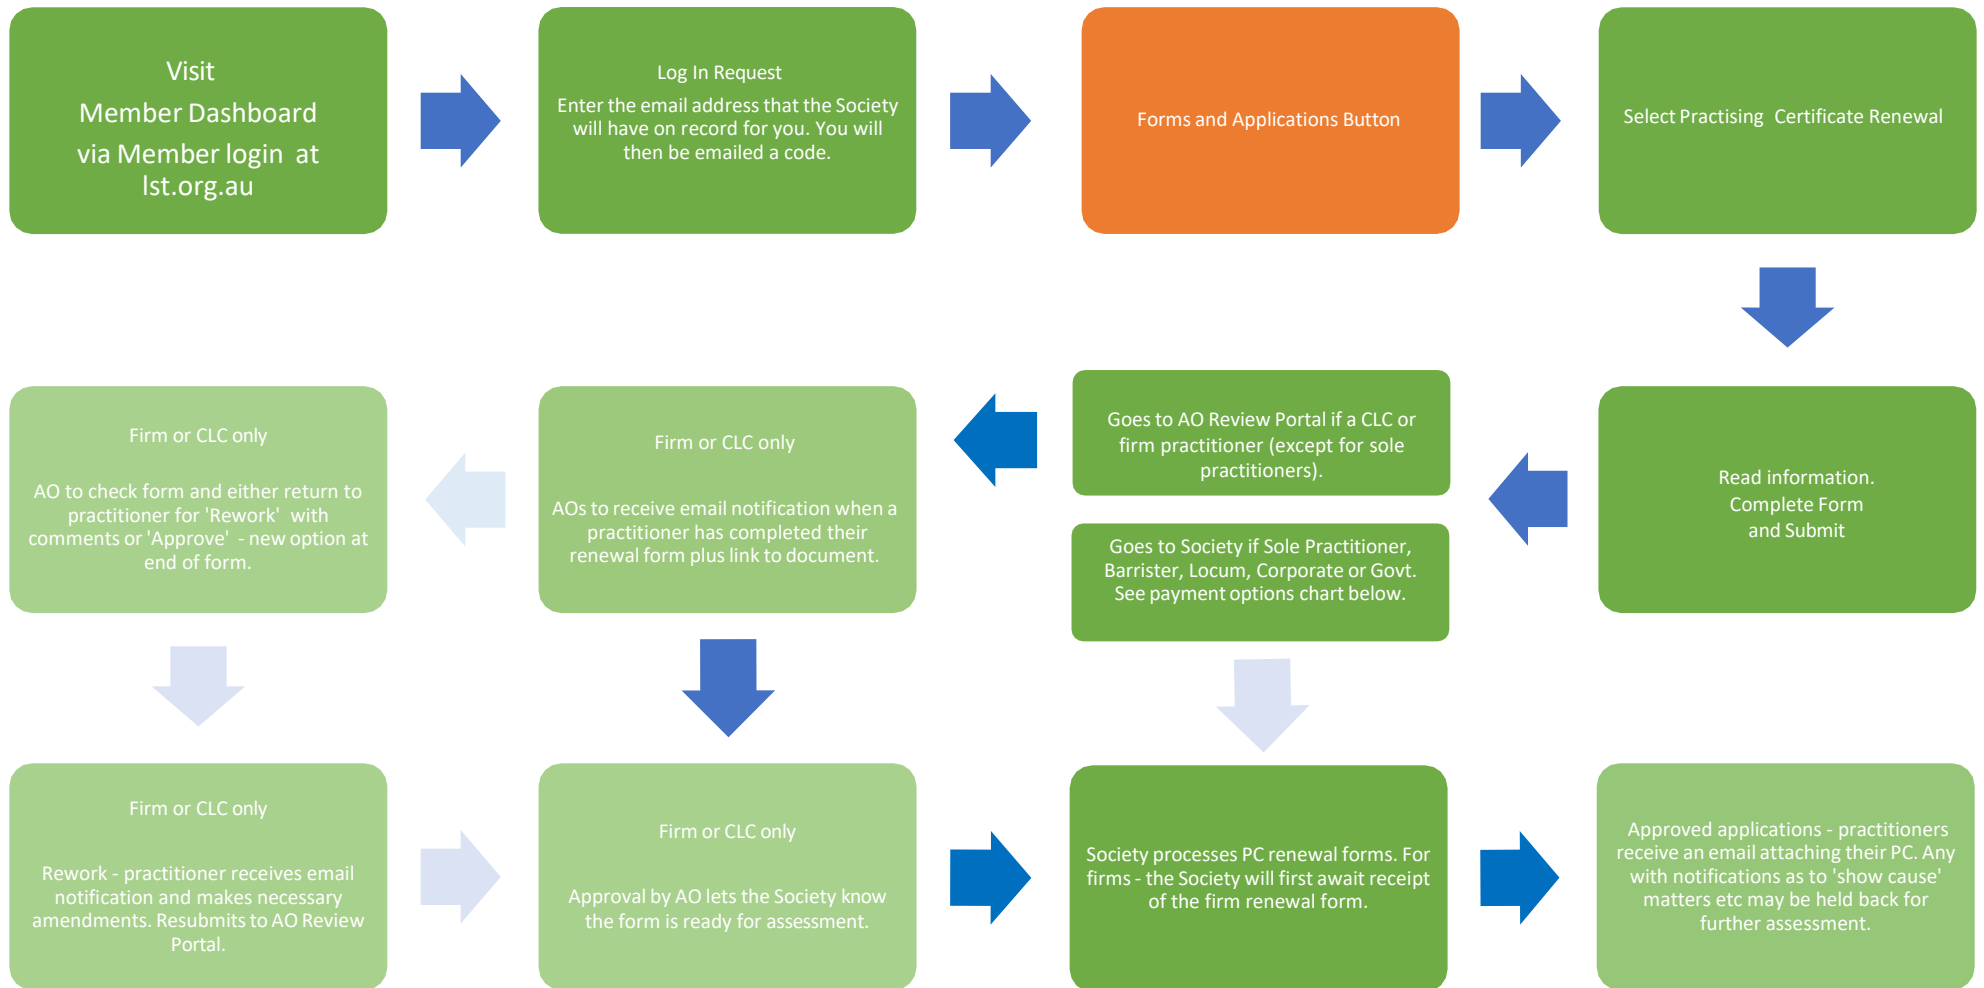 Visit
Member Dashboard
via Member login at
lst.org.au
Log In Request
Enter the email address that the Society
will have on record for you. You will
then be emailed a code.
Forms and Applications Button
Select Practising Certificate Renewal
Firm or CLC only
AO to check form and either return to
practitioner for 'Rework' with
comments or 'Approve' - new option at
end of form.
Firm or CLC only
AOs to receive email notification when a
practitioner has completed their
renewal form plus link to document.
Goes to AO Review Portal if a CLC or
firm practitioner (except for sole
practitioners).
Goes to Society if Sole Practitioner,
Barrister, Locum, Corporate or Govt.
See payment options chart below.
Read information.
Complete Form
and Submit
Firm or CLC only
Rework - practitioner receives email
notification and makes necessary
amendments. Resubmits to AO Review
Portal.
Firm or CLC only
Approval by AO lets the Society know
the form is ready for assessment.
Society processes PC renewal forms. For
firms - the Society will first await receipt
of the firm renewal form.
Approved applications - practitioners
receive an email attaching their PC. Any
with notifications as to 'show cause'
matters etc may be held back for
further assessment.